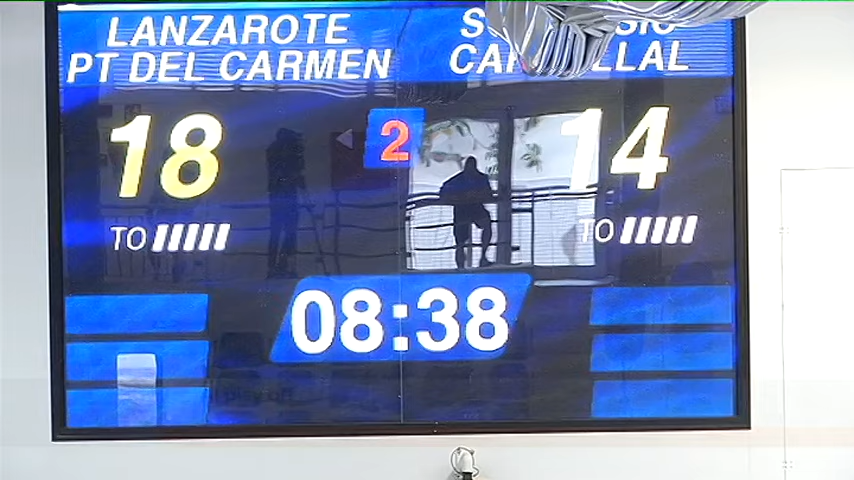 LANZAROTE
PT DEL CARMEN
18
2
14
TO
TO
08:38